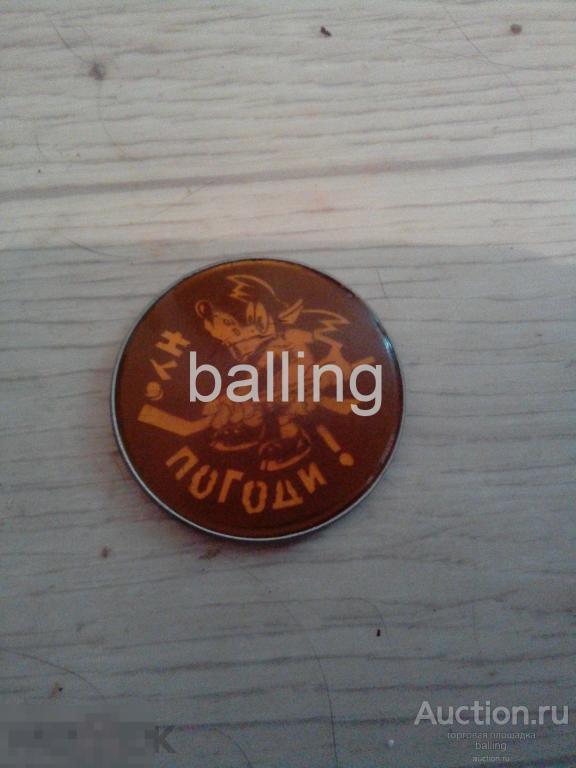 Ну,
balling
погоди!
Auction.ru
торговая площадка
balling
auction.ru